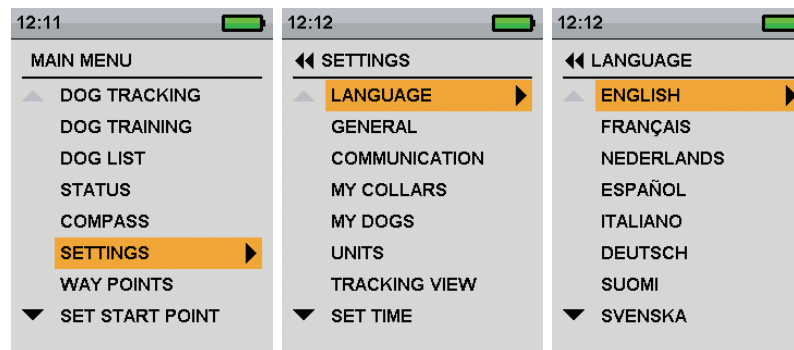 12:11
MAIN MENU
DOG TRACKING
DOG TRAINING
DOG LIST
STATUS
COMPASS
SETTINGS
WAY POINTS
SET START POINT
12:12
SETTINGS
LANGUAGE
GENERAL
COMMUNICATION
MY COLLARS
MY DOGS
UNITS
TRACKING VIEW
SET TIME
12:12
LANGUAGE
ENGLISH
FRANÇAIS
NEDERLANDS
ESPAÑOL
ITALIANO
DEUTSCH
SUOMI
SVENSKA